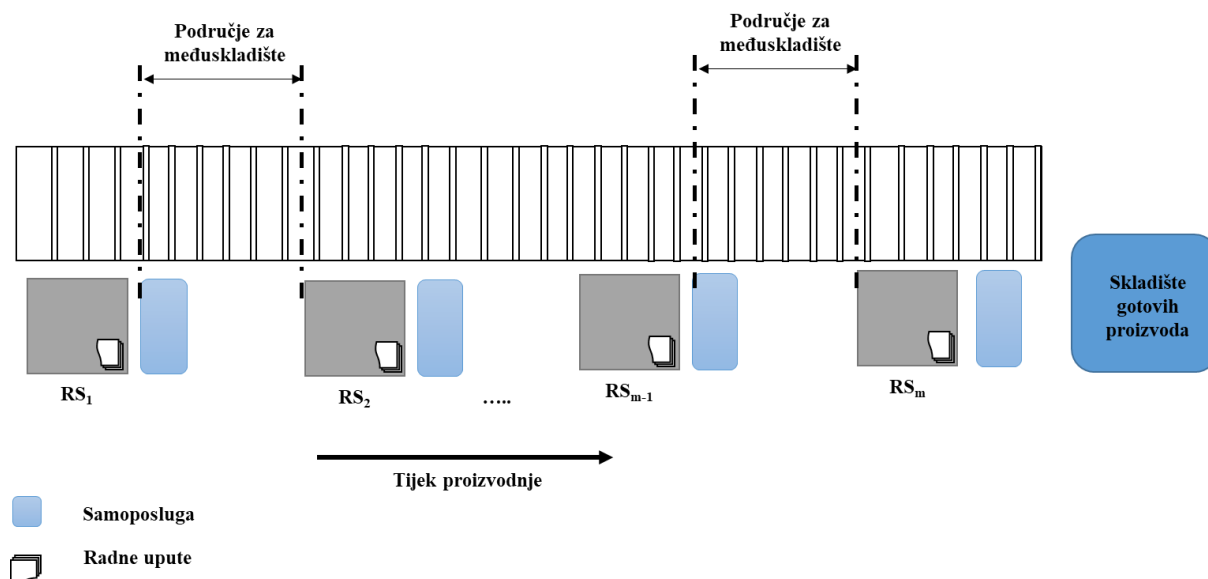 Područje za
međuskladište
Područje za
međuskladište
Skladište
gotovih
proizvoda
RS₁
RS₂
…..
RSₘ₋₁
RSₘ
Tijek proizvodnje
Samoposluga
Radne upute